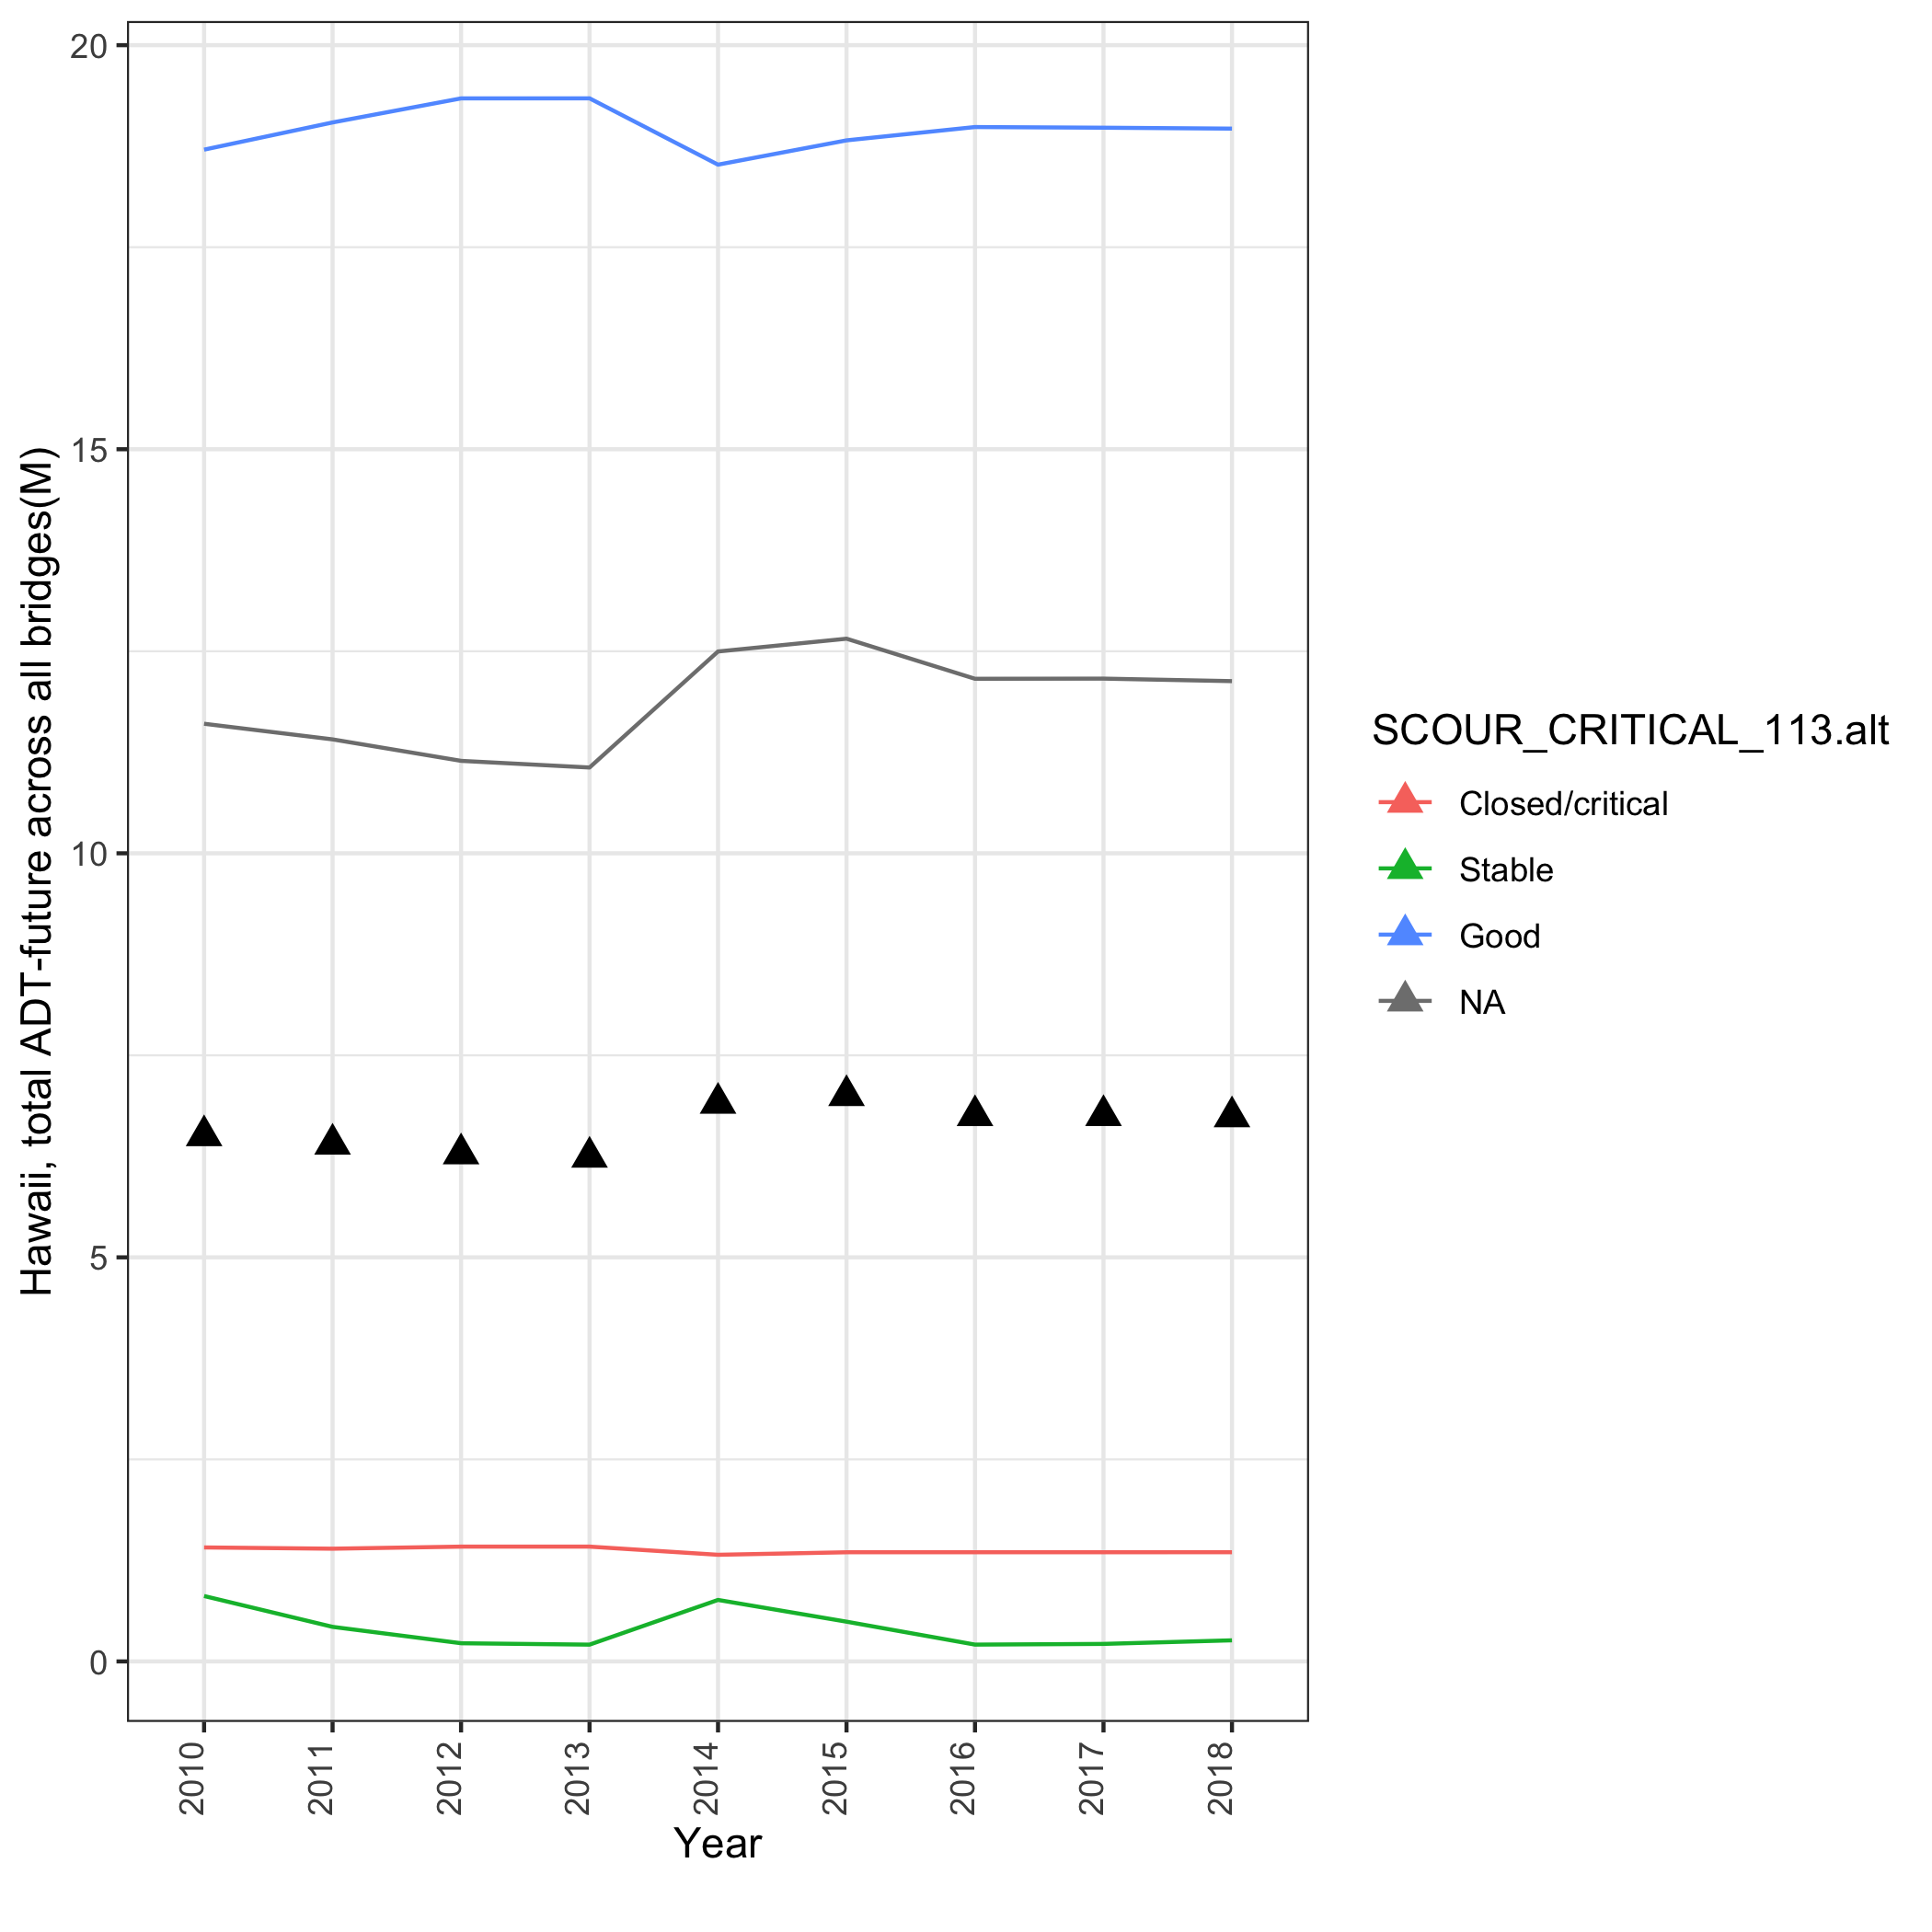 Hawaii, total ADT-future across all bridges(M)
20
15
10
5
0
2010
2011
2012
2013
2014
2015
2016
2017
2018
Year
SCOUR_CRITICAL_113.alt
Closed/critical
Stable
Good
NA